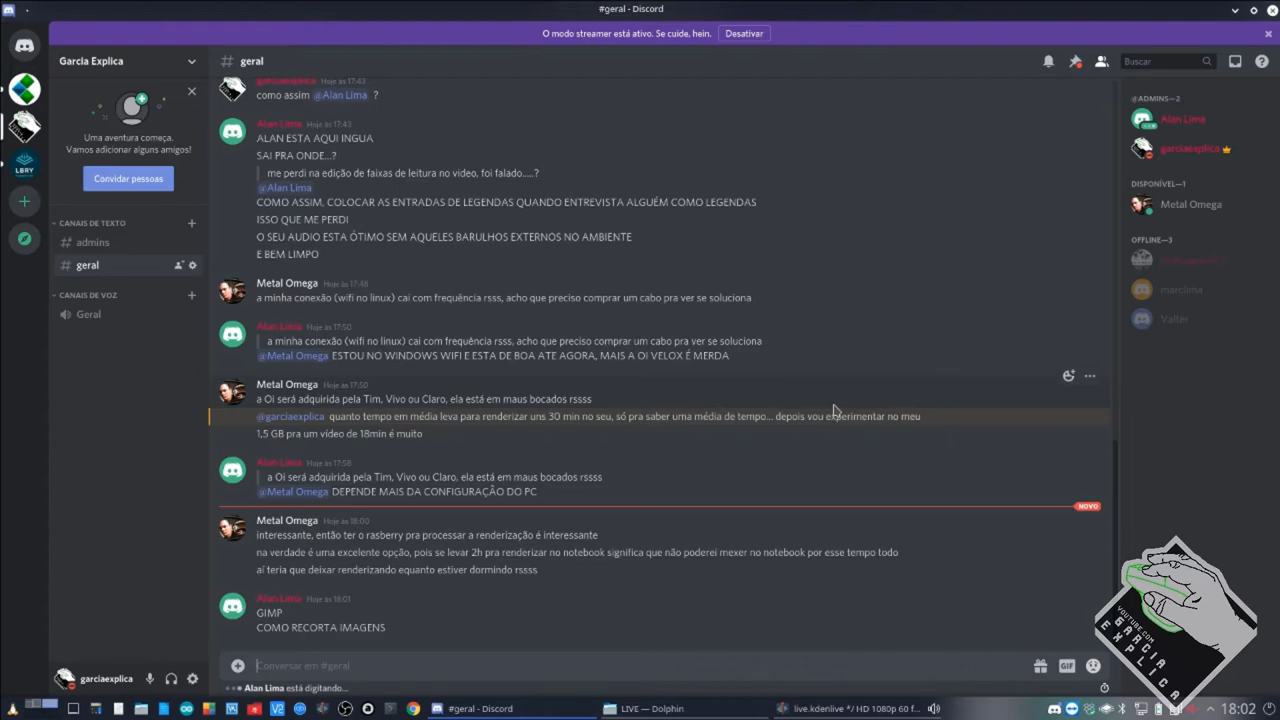 #geral - Discord
O modo streamer está ativo. Se cuide, hein. Desativar
Garcia Explica
Uma aventura começa.
Vamos adicionar alguns amigos!
Convidar pessoas
CANAIS DE TEXTO
admins
geral
CANAIS DE VOZ
Geral
garciaexplica
# geral
Buscar
garciaexplica Hoje às 17:43
como assim @Alan Lima ?
Alan Lima Hoje às 17:43
ALAN ESTA AQUI INGUA
SAI PRA ONDE...?
me perdi na edição de faixas de leitura no video, foi falado.....?
@Alan Lima
COMO ASSIM, COLOCAR AS ENTRADAS DE LEGENDAS QUANDO ENTREVISTA ALGUÉM COMO LEGENDAS
ISSO QUE ME PERDI
O SEU AUDIO ESTA ÓTIMO SEM AQUELES BARULHOS EXTERNOS NO AMBIENTE
E BEM LIMPO
Metal Omega Hoje às 17:48
a minha conexão (wifi no linux) cai com frequência rsss, acho que preciso comprar um cabo pra ver se soluciona
Alan Lima Hoje às 17:50
a minha conexão (wifi no linux) cai com frequência rsss, acho que preciso comprar um cabo pra ver se soluciona
@Metal Omega ESTOU NO WINDOWS WIFI E ESTA DE BOA ATE AGORA, MAIS A OI VELOX É MERDA
Metal Omega Hoje às 17:50
a Oi será adquirida pela Tim, Vivo ou Claro, ela está em maus bocados rssss
@garciaexplica quanto tempo em média leva para renderizar uns 30 min no seu, só pra saber uma média de tempo... depois vou experimentar no meu
1,5 GB pra um vídeo de 18min é muito
Alan Lima Hoje às 17:58
a Oi será adquirida pela Tim, Vivo ou Claro, ela está em maus bocados rssss
@Metal Omega DEPENDE MAIS DA CONFIGURAÇÃO DO PC
NOVO
Metal Omega Hoje às 18:00
interessante, então ter o rasberry pra processar a renderização é interessante
na verdade é uma excelente opção, pois se levar 2h pra renderizar no notebook significa que não poderei mexer no notebook por esse tempo todo
aí teria que deixar renderizando equanto estiver dormindo rssss
Alan Lima Hoje às 18:01
GIMP
COMO RECORTA IMAGENS
Conversar em #geral
GIF
Alan Lima está digitando...
@ADMINS—2
Alan Lima
garciaexplica
DISPONÍVEL—1
Metal Omega
OFFLINE—3
marclima
Valter
LBRY
YOUTUBE.COM
GARCIA
EXPLICA
#geral - Discord
LIVE — Dolphin
live.kdenlive */ HD 1080p 60 f...
18:02